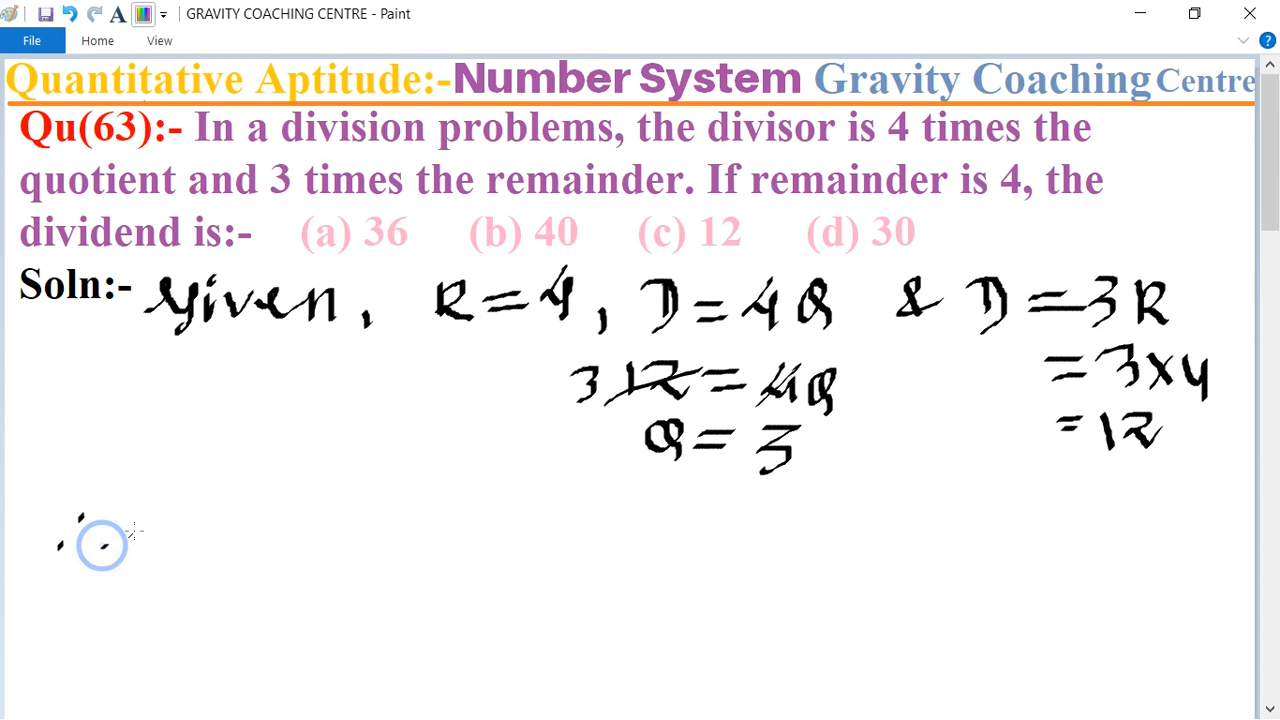 GRAVITY COACHING CENTRE - Paint
File Home View
Quantitative Aptitude:-Number System Gravity Coaching Centre
Qu(63):- In a division problems, the divisor is 4 times the
quotient and 3 times the remainder. If remainder is 4, the
dividend is:- (a) 36 (b) 40 (c) 12 (d) 30
Soln:- Given, R = 4, D = 4Q & D = 3R
3 12 = 4Q = 3×4
Q = 3 = 12
∴